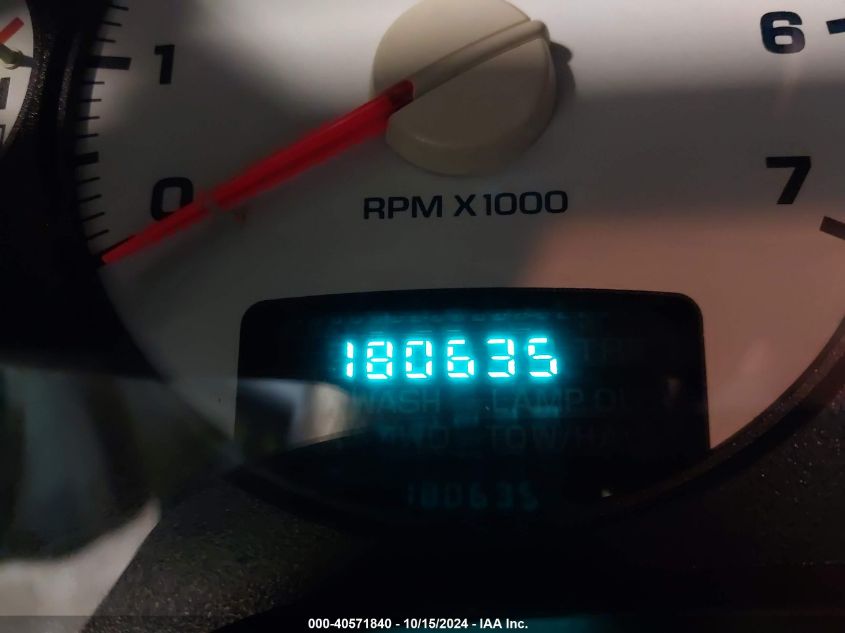 6
1
7
0
RPM X1000
180635
WASH LAMP OU
TOW/HA
180635
000-40571840 - 10/15/2024 - IAA Inc.